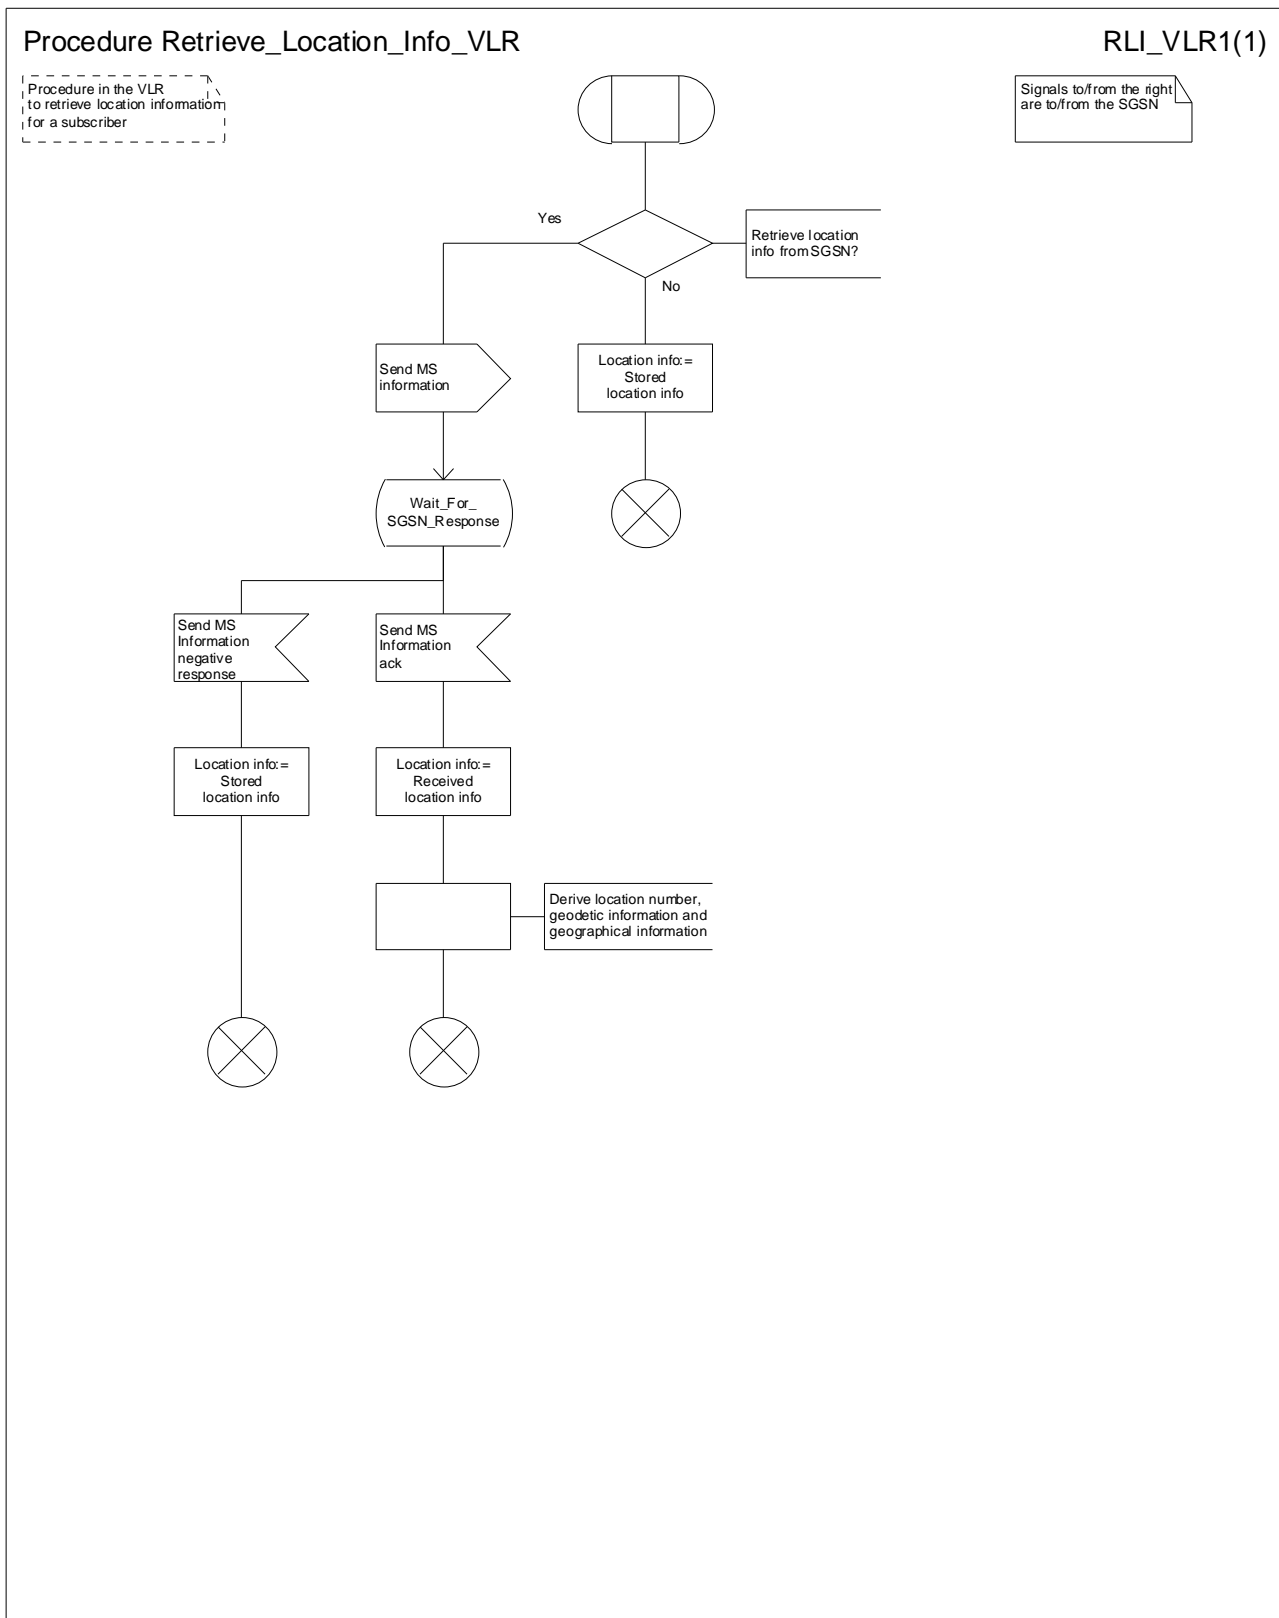 Procedure Retrieve_Location_Info_VLR
RLI_VLR1(1)
Procedure in the VLR
to retrieve location information
for a subscriber
Signals to/from the right
are to/from the SGSN
Yes
Retrieve location
info from SGSN?
No
Send MS
information
Location info:=
Stored
location info
Wait_For_
SGSN_Response
Send MS
Information
negative
response
Send MS
Information
ack
Location info:=
Stored
location info
Location info:=
Received
location info
Derive location number,
geodetic information and
geographical information